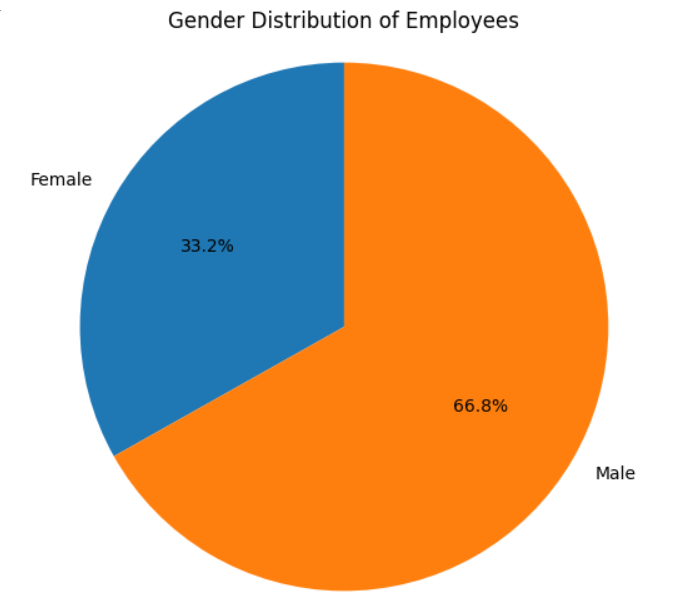 Gender Distribution of Employees
Female
33.2%
66.8%
Male